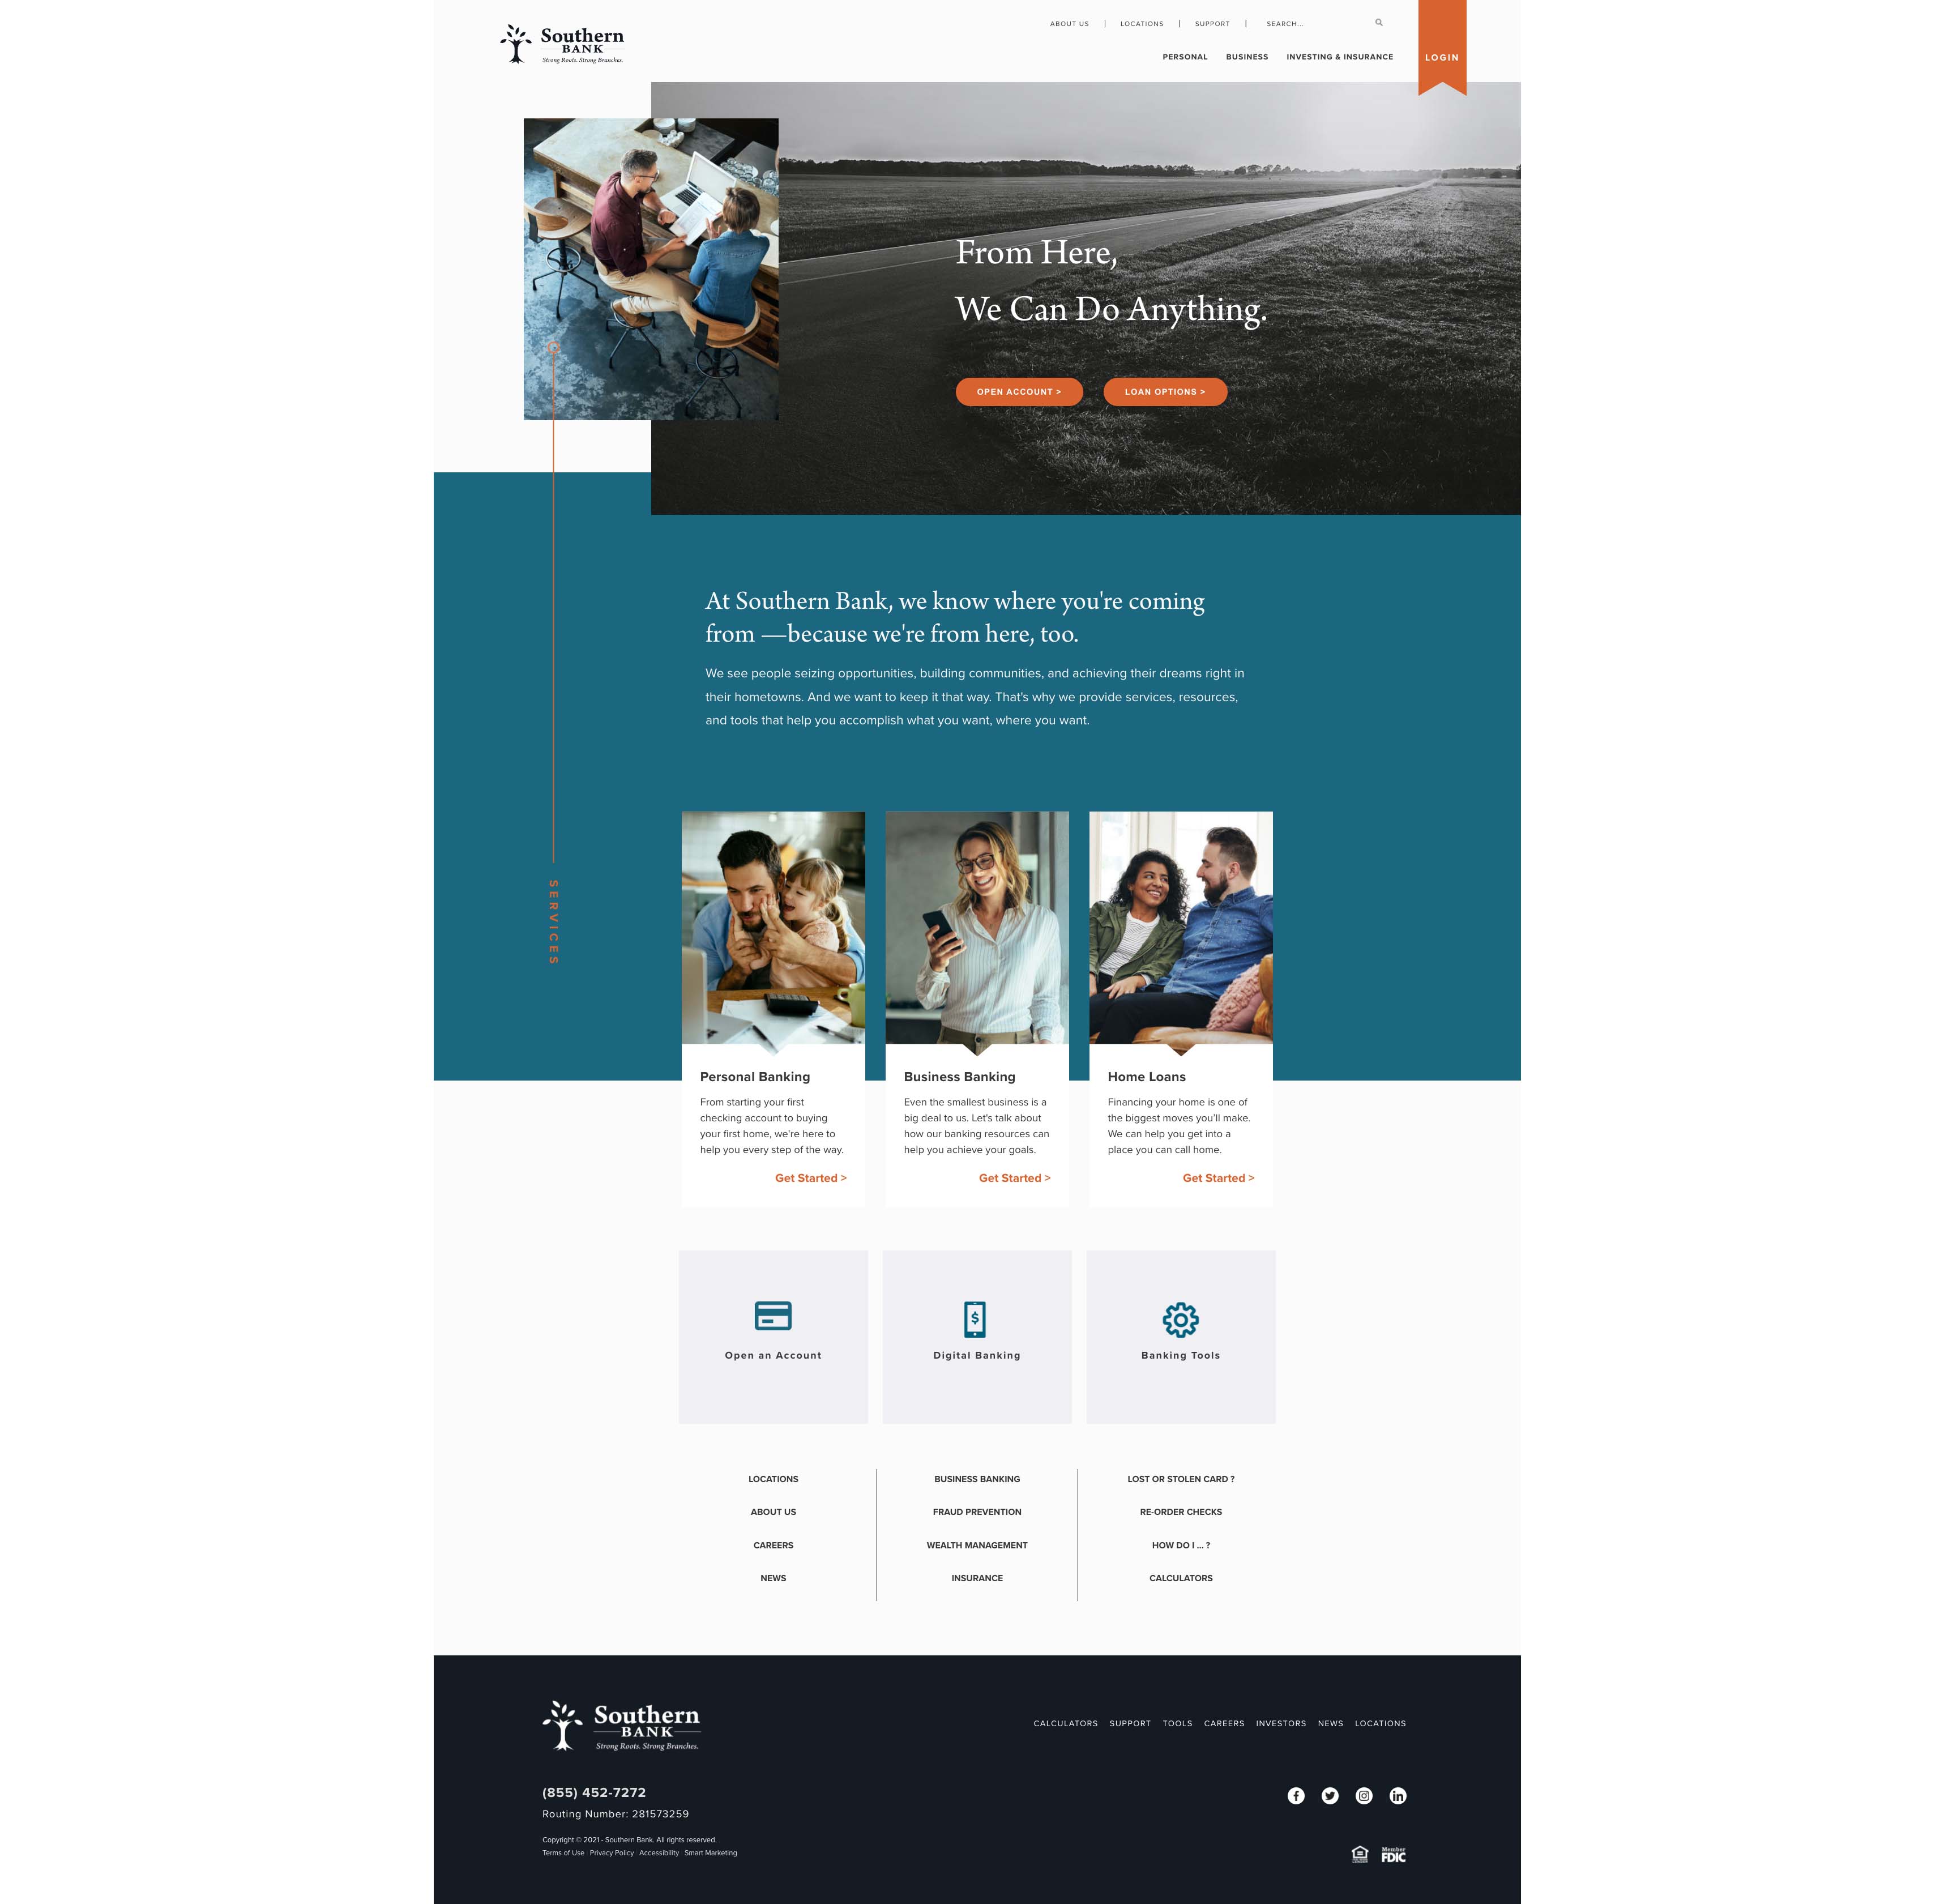 Southern
BANK
Strong Roots. Strong Branches.
ABOUT US | LOCATIONS | SUPPORT | SEARCH...
PERSONAL BUSINESS INVESTING & INSURANCE
LOGIN
From Here,
We Can Do Anything.
OPEN ACCOUNT > LOAN OPTIONS >
At Southern Bank, we know where you're coming
from —because we're from here, too.
We see people seizing opportunities, building communities, and achieving their dreams right in
their hometowns. And we want to keep it that way. That's why we provide services, resources,
and tools that help you accomplish what you want, where you want.
SERVICES
Personal Banking
From starting your first
checking account to buying
your first home, we're here to
help you every step of the way.
Get Started >
Business Banking
Even the smallest business is a
big deal to us. Let's talk about
how our banking resources can
help you achieve your goals.
Get Started >
Home Loans
Financing your home is one of
the biggest moves you'll make.
We can help you get into a
place you can call home.
Get Started >
Open an Account
$
Digital Banking
Banking Tools
LOCATIONS
ABOUT US
CAREERS
NEWS
BUSINESS BANKING
FRAUD PREVENTION
WEALTH MANAGEMENT
INSURANCE
LOST OR STOLEN CARD ?
RE-ORDER CHECKS
HOW DO I ... ?
CALCULATORS
Southern
BANK
Strong Roots. Strong Branches.
CALCULATORS SUPPORT TOOLS CAREERS INVESTORS NEWS LOCATIONS
(855) 452-7272
Routing Number: 281573259
Copyright © 2021 - Southern Bank. All rights reserved.
Terms of Use Privacy Policy Accessibility Smart Marketing
Member
FDIC